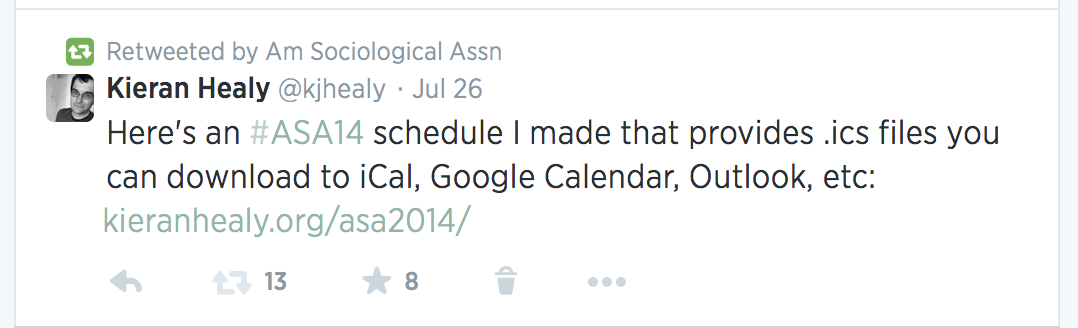 Retweeted by Am Sociological Assn
Kieran Healy @kjhealy · Jul 26
Here's an #ASA14 schedule I made that provides .ics files you
can download to iCal, Google Calendar, Outlook, etc:
kieranhealy.org/asa2014/
13 8